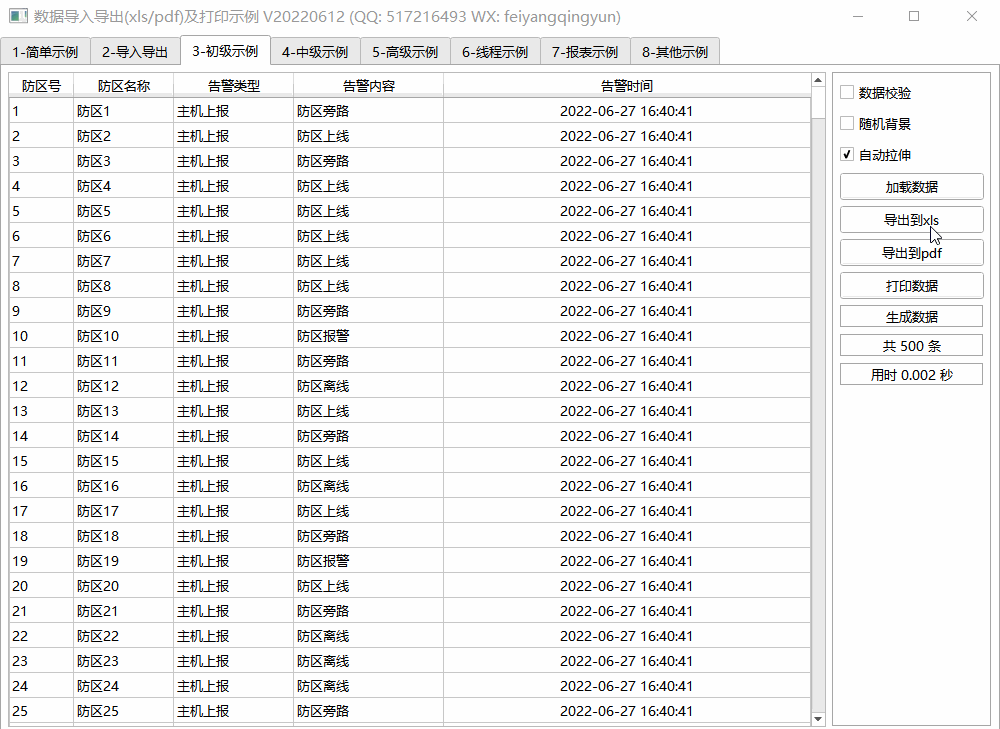 数据导入导出(xls/pdf)及打印示例 V20220612 (QQ: 517216493 WX: feiyangqingyun)
1-简单示例 2-导入导出 3-初级示例 4-中级示例 5-高级示例 6-线程示例 7-报表示例 8-其他示例
防区号 防区名称 告警类型 告警内容 告警时间
1 防区1 主机上报 防区旁路 2022-06-27 16:40:41
2 防区2 主机上报 防区上线 2022-06-27 16:40:41
3 防区3 主机上报 防区旁路 2022-06-27 16:40:41
4 防区4 主机上报 防区上线 2022-06-27 16:40:41
5 防区5 主机上报 防区上线 2022-06-27 16:40:41
6 防区6 主机上报 防区上线 2022-06-27 16:40:41
7 防区7 主机上报 防区上线 2022-06-27 16:40:41
8 防区8 主机上报 防区上线 2022-06-27 16:40:41
9 防区9 主机上报 防区旁路 2022-06-27 16:40:41
10 防区10 主机上报 防区报警 2022-06-27 16:40:41
11 防区11 主机上报 防区旁路 2022-06-27 16:40:41
12 防区12 主机上报 防区离线 2022-06-27 16:40:41
13 防区13 主机上报 防区上线 2022-06-27 16:40:41
14 防区14 主机上报 防区旁路 2022-06-27 16:40:41
15 防区15 主机上报 防区上线 2022-06-27 16:40:41
16 防区16 主机上报 防区离线 2022-06-27 16:40:41
17 防区17 主机上报 防区上线 2022-06-27 16:40:41
18 防区18 主机上报 防区旁路 2022-06-27 16:40:41
19 防区19 主机上报 防区报警 2022-06-27 16:40:41
20 防区20 主机上报 防区上线 2022-06-27 16:40:41
21 防区21 主机上报 防区旁路 2022-06-27 16:40:41
22 防区22 主机上报 防区离线 2022-06-27 16:40:41
23 防区23 主机上报 防区离线 2022-06-27 16:40:41
24 防区24 主机上报 防区离线 2022-06-27 16:40:41
25 防区25 主机上报 防区旁路 2022-06-27 16:40:41
数据校验
随机背景
自动拉伸
加载数据
导出到xls
导出到pdf
打印数据
生成数据
共 500 条
用时 0.002 秒